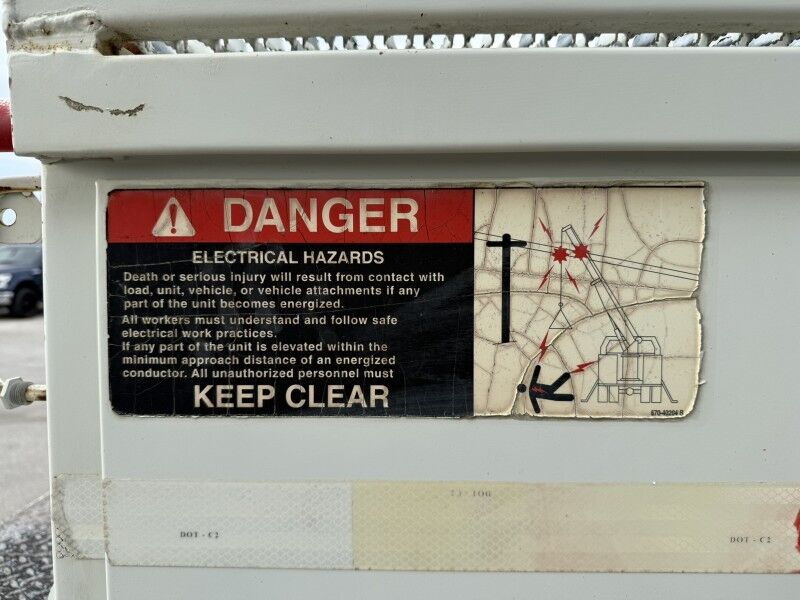 DANGER
ELECTRICAL HAZARDS
Death or serious injury will result from contact with
load, unit, vehicle, or vehicle attachments if any
part of the unit becomes energized.
All workers must understand and follow safe
electrical work practices.
If any part of the unit is elevated within the
minimum approach distance of an energized
conductor. All unauthorized personnel must
KEEP CLEAR
670-40204 R
DOT - C2
DOT - C2